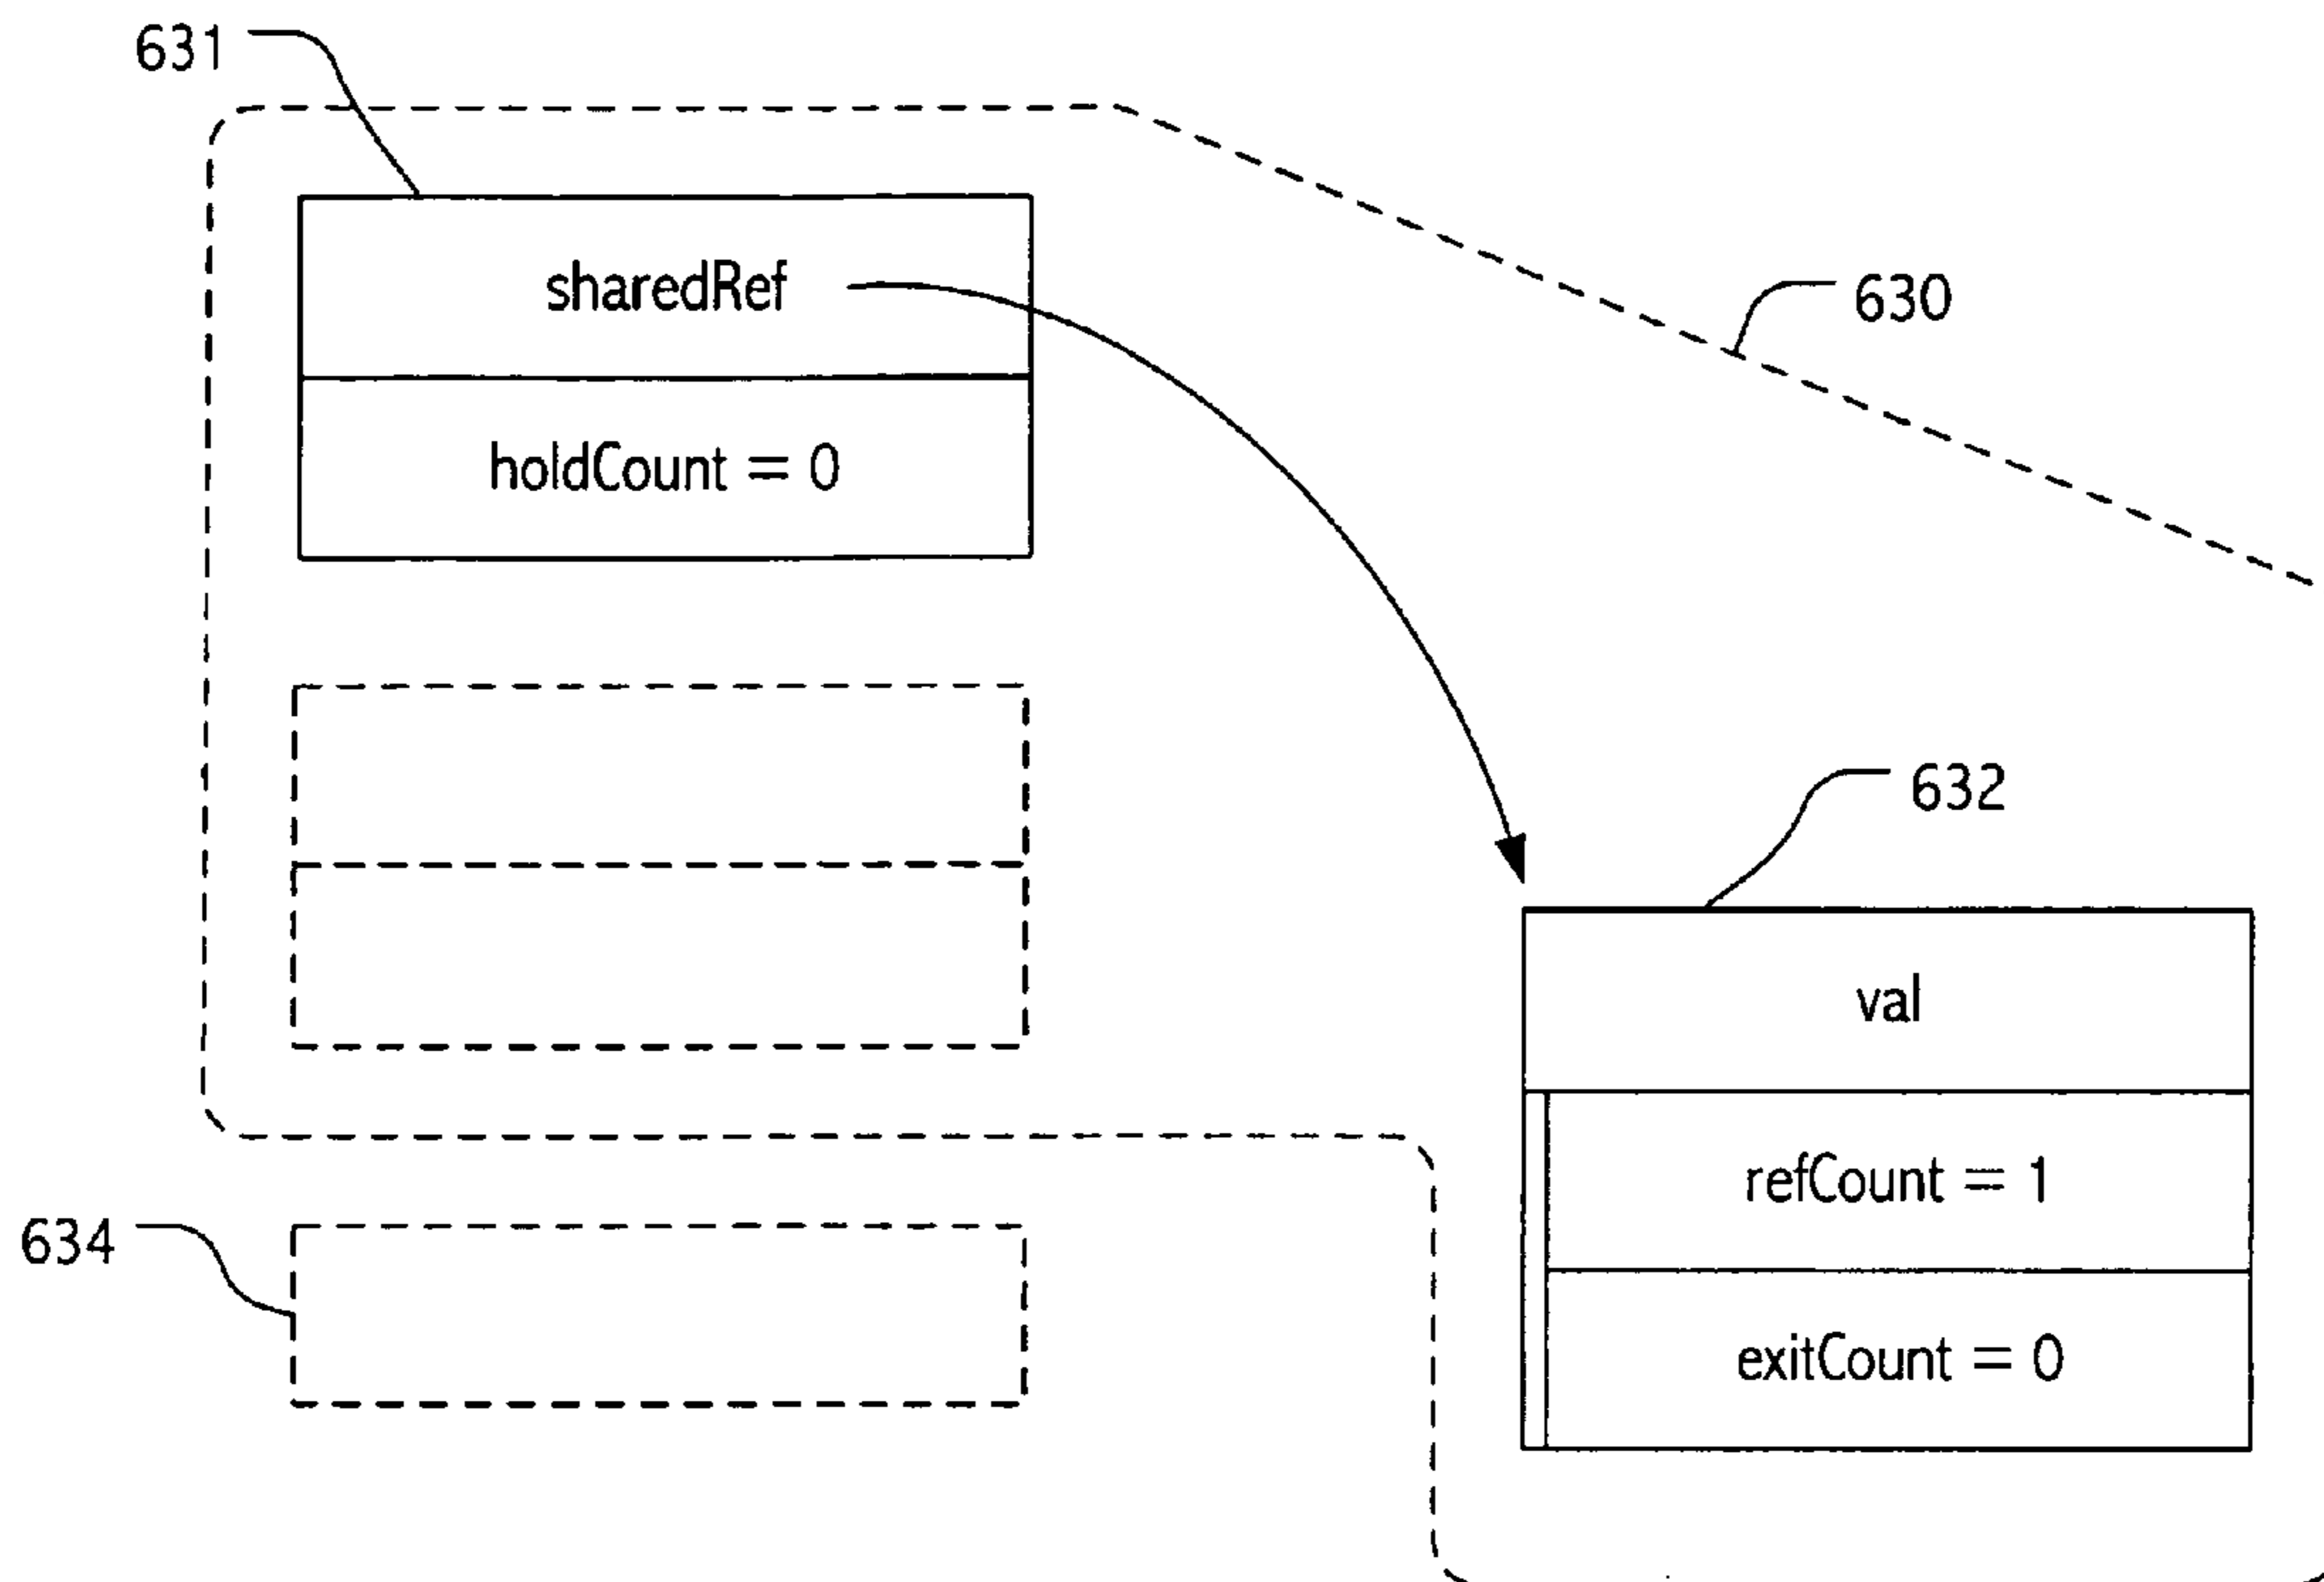 631
sharedRef
630
holdCount = 0
632
val
refCount = 1
634
exitCount = 0